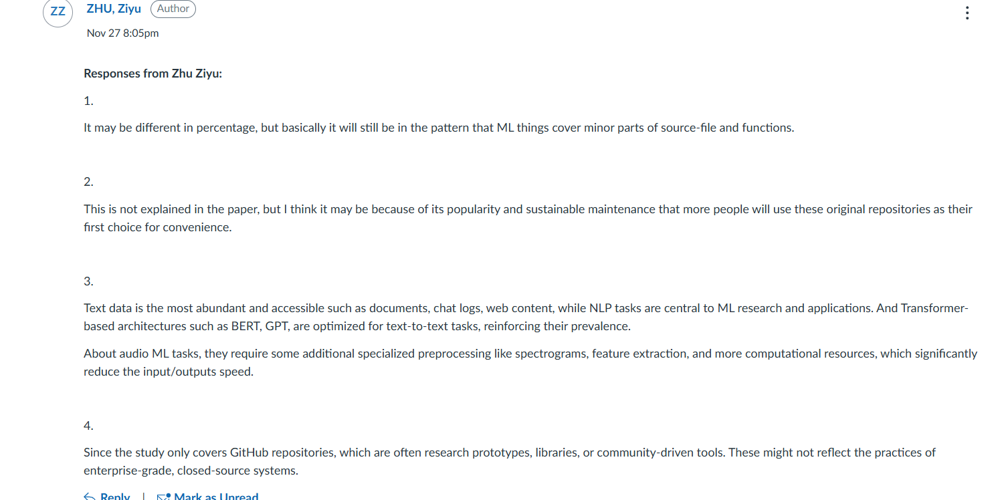 ZZ
ZHU, Ziyu Author
Nov 27 8:05pm
Responses from Zhu Ziyu:
1.
It may be different in percentage, but basically it will still be in the pattern that ML things cover minor parts of source-file and functions.
2.
This is not explained in the paper, but I think it may be because of its popularity and sustainable maintenance that more people will use these original repositories as their
first choice for convenience.
3.
Text data is the most abundant and accessible such as documents, chat logs, web content, while NLP tasks are central to ML research and applications. And Transformer-
based architectures such as BERT, GPT, are optimized for text-to-text tasks, reinforcing their prevalence.
About audio ML tasks, they require some additional specialized preprocessing like spectrograms, feature extraction, and more computational resources, which significantly
reduce the input/outputs speed.
4.
Since the study only covers GitHub repositories, which are often research prototypes, libraries, or community-driven tools. These might not reflect the practices of
enterprise-grade, closed-source systems.
Reply | Mark as Unread